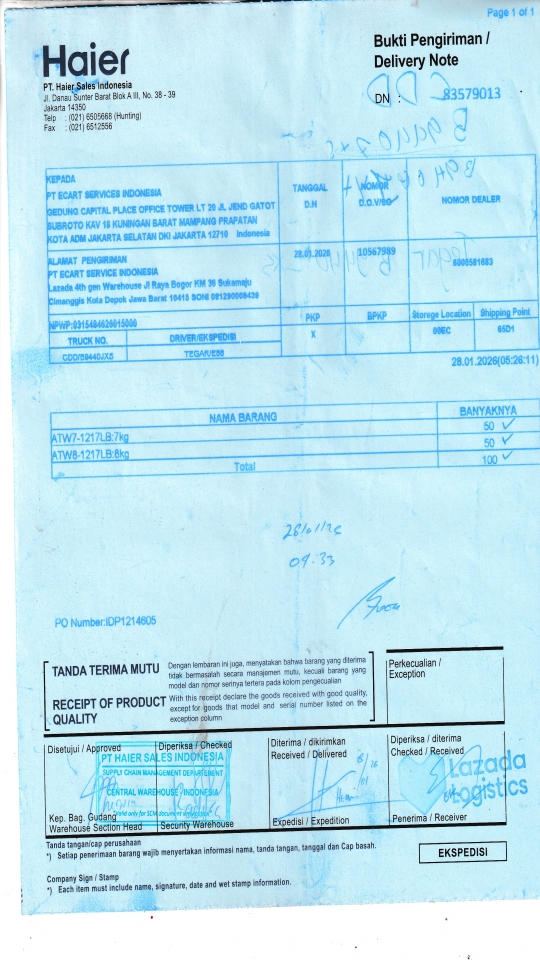 Page 1 of 1
Haier
Bukti Pengiriman /
Delivery Note
PT. Haier Sales Indonesia
Jl. Danau Sunter Barat Blok A III, No. 38 - 39
Jakarta 14350
Telp : (021) 6505668 (Hunting)
Fax : (021) 6512556
DN : 83579013
KEPADA
PT ECART SERVICES INDONESIA
GEDUNG CAPITAL PLACE OFFICE TOWER LT 20 JL JEND GATOT
SUBROTO KAV 18 KUNINGAN BARAT MAMPANG PRAPATAN
KOTA ADM JAKARTA SELATAN DKI JAKARTA 12710 Indonesia
TANGGAL
D.N
NOMOR
D.O.V/SO
NOMOR DEALER
ALAMAT PENGIRIMAN
PT ECART SERVICE INDONESIA
Lazada 4th gen Warehouse Jl Raya Bogor KM 36 Sukamaju
Cimanggis Kota Depok Jawa Barat 16415 SONI 081290008439
28.01.2026
10567989
6000581683
NPWP:0315484626015000
PKP
BPKP
Storege Location
Shipping Point
TRUCK NO.
DRIVER/EKSPEDISI
X
00EC
65D1
CDD/B9440JXS
TEGAR/E58
28.01.2026(05:26:11)
NAMA BARANG
BANYAKNYA
ATW7-1217LB:7kg
50
ATW8-1217LB:8kg
50
Total
100
28/01/26
09.33
PO Number:IDP1214605
TANDA TERIMA MUTU
Dengan lembaran ini juga, menyatakan bahwa barang yang diterima
tidak bermasalah secara manajemen mutu, kecuali barang yang
model dan nomor serinya tertera pada kolom pengecualian
RECEIPT OF PRODUCT
QUALITY
With this receipt declare the goods received with good quality,
except for goods that model and serial number listed on the
exception column
Perkecualian /
Exception
Disetujui / Approved
Diperiksa / Checked
Diterima / dikirimkan
Received / Delivered
Diperiksa / diterima
Checked / Received
PT HAIER SALES INDONESIA
SUPPLY CHAIN MANAGEMENT DEPARTEMENT
CENTRAL WAREHOUSE - INDONESIA
Valid only for SCM document
Lazada
Logistics
Kep. Bag. Gudang
Warehouse Section Head
Security Warehouse
Expedisi / Expedition
Penerima / Receiver
Tanda tangan/cap perusahaan
*) Setiap penerimaan barang wajib menyertakan informasi nama, tanda tangan, tanggal dan Cap basah.
EKSPEDISI
Company Sign / Stamp
*) Each item must include name, signature, date and wet stamp information.